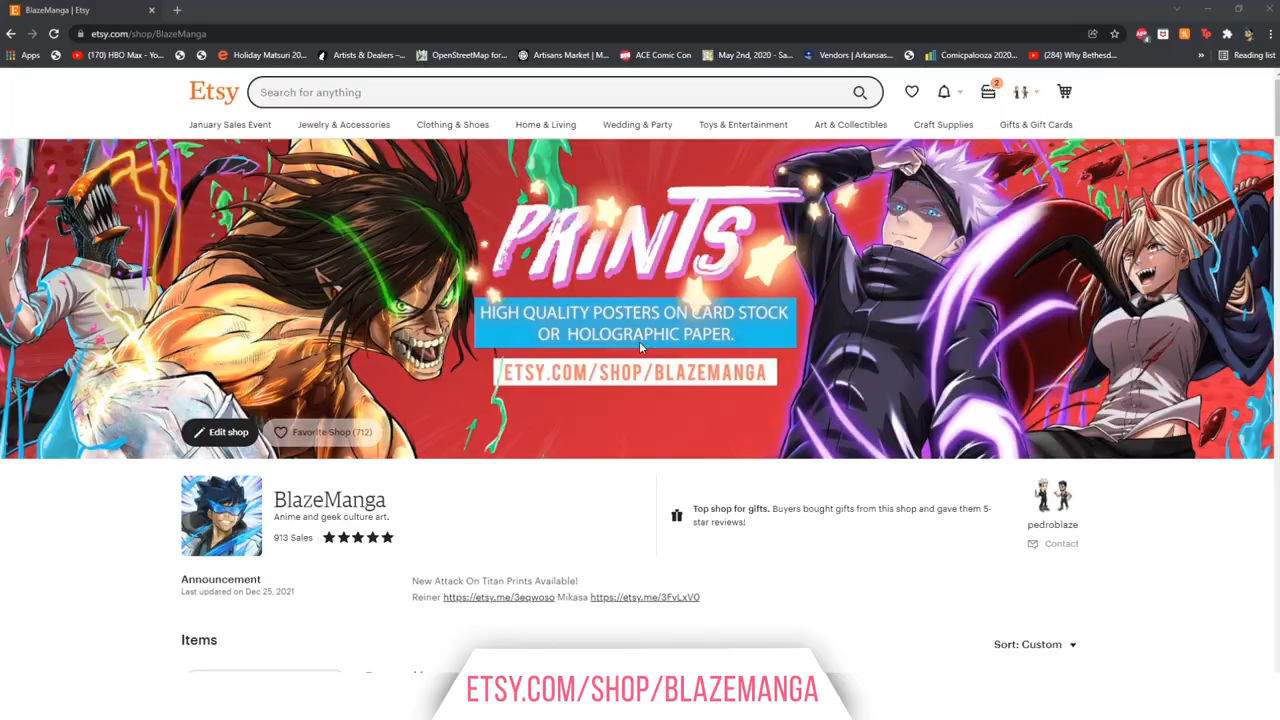 BlazeManga | Etsy
etsy.com/shop/BlazeManga
Apps (170) HBO Max - Yo... Holiday Matsuri 20... Artists & Dealers –... OpenStreetMap for... Artisans Market | M... ACE Comic Con May 2nd, 2020 - Sa... Vendors | Arkansas... Comicpalooza 2020... (284) Why Bethesd... » Reading list
Etsy Search for anything 2
January Sales Event Jewelry & Accessories Clothing & Shoes Home & Living Wedding & Party Toys & Entertainment Art & Collectibles Craft Supplies Gifts & Gift Cards
PRINTS
HIGH QUALITY POSTERS ON CARD STOCK
OR HOLOGRAPHIC PAPER.
ETSY.COM/SHOP/BLAZEMANGA
Edit shop Favorite Shop (712)
BlazeManga
Anime and geek culture art.
913 Sales
Top shop for gifts. Buyers bought gifts from this shop and gave them 5-
star reviews!
pedroblaze
Contact
Announcement
Last updated on Dec 25, 2021
New Attack On Titan Prints Available!
Reiner https://etsy.me/3eqwoso Mikasa https://etsy.me/3FvLxV0
Items
Sort: Custom
ETSY.COM/SHOP/BLAZEMANGA